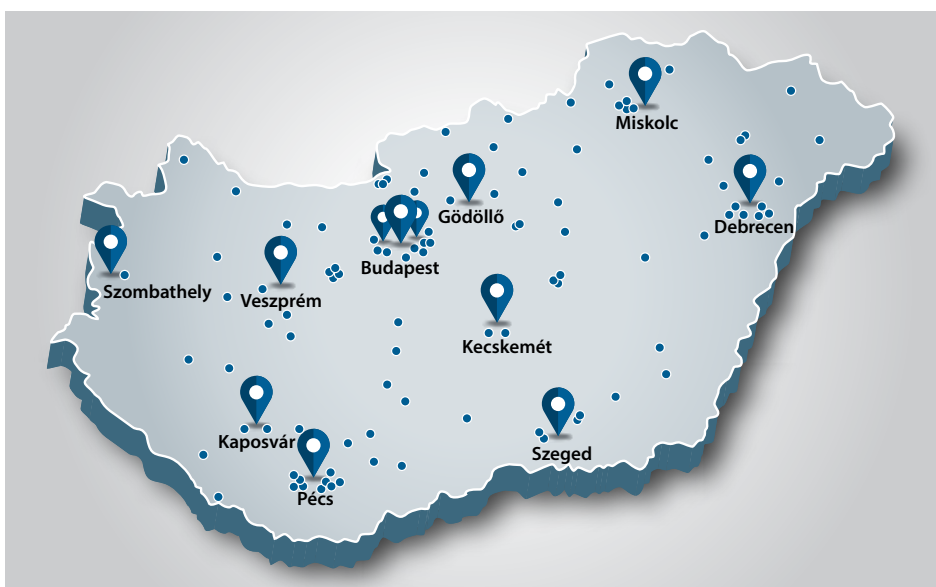 Miskolc
Gödöllő
Debrecen
Budapest
Szombathely
Veszprém
Kecskemét
Kaposvár
Szeged
Pécs